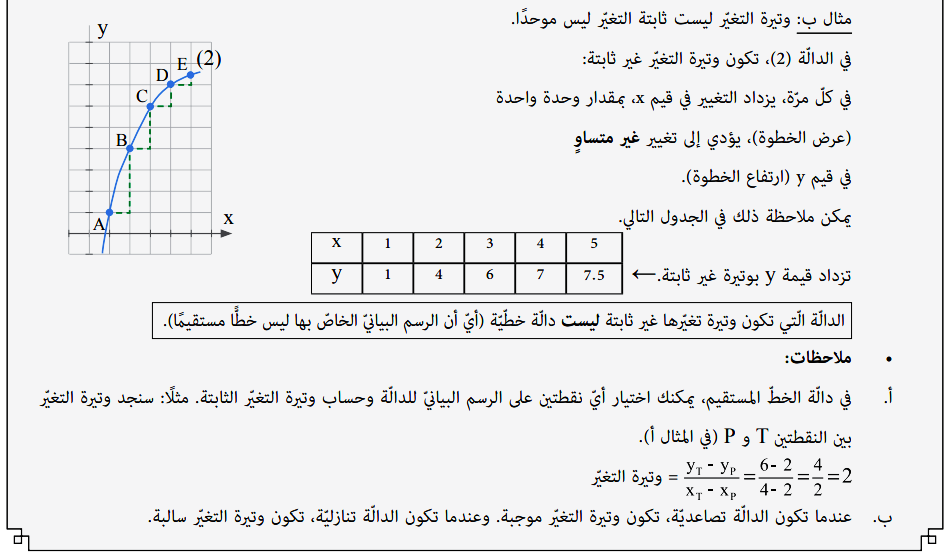 مثال ب: وتيرة التغيّر ليست ثابتة التغيّر ليس موحدًا.
في الدالّة (2)، تكون وتيرة التغيّر غير ثابتة:
في كلّ مرّة، يزداد التغيير في قيم x، بمقدار وحدة واحدة
(عرض الخطوة)، يؤدي إلى تغيير غير متساوٍ
في قيم y (ارتفاع الخطوة).
يمكن ملاحظة ذلك في الجدول التالي.
y
(2)
E
D
C
B
A
x
x 1 2 3 4 5
y 1 4 6 7 7.5
تزداد قيمة y بوتيرة غير ثابتة. ←
الدالّة الّتي تكون وتيرة تغيّرها غير ثابتة ليست دالّة خطيّة (أيّ أن الرسم البيانيّ الخاصّ بها ليس خطًّا مستقيمًا).
• ملاحظات:
أ. في دالّة الخطّ المستقيم، يمكنك اختيار أيّ نقطتين على الرسم البيانيّ للدالّة وحساب وتيرة التغيّر الثابتة. مثلًا: سنجد وتيرة التغيّر
بين النقطتين T و P (في المثال أ).
وتيرة التغيّر = (y_T - y_P)/(x_T - x_P) = (6 - 2)/(4 - 2) = 4/2 = 2
ب. عندما تكون الدالّة تصاعديّة، تكون وتيرة التغيّر موجبة. وعندما تكون الدالّة تنازليّة، تكون وتيرة التغيّر سالبة.